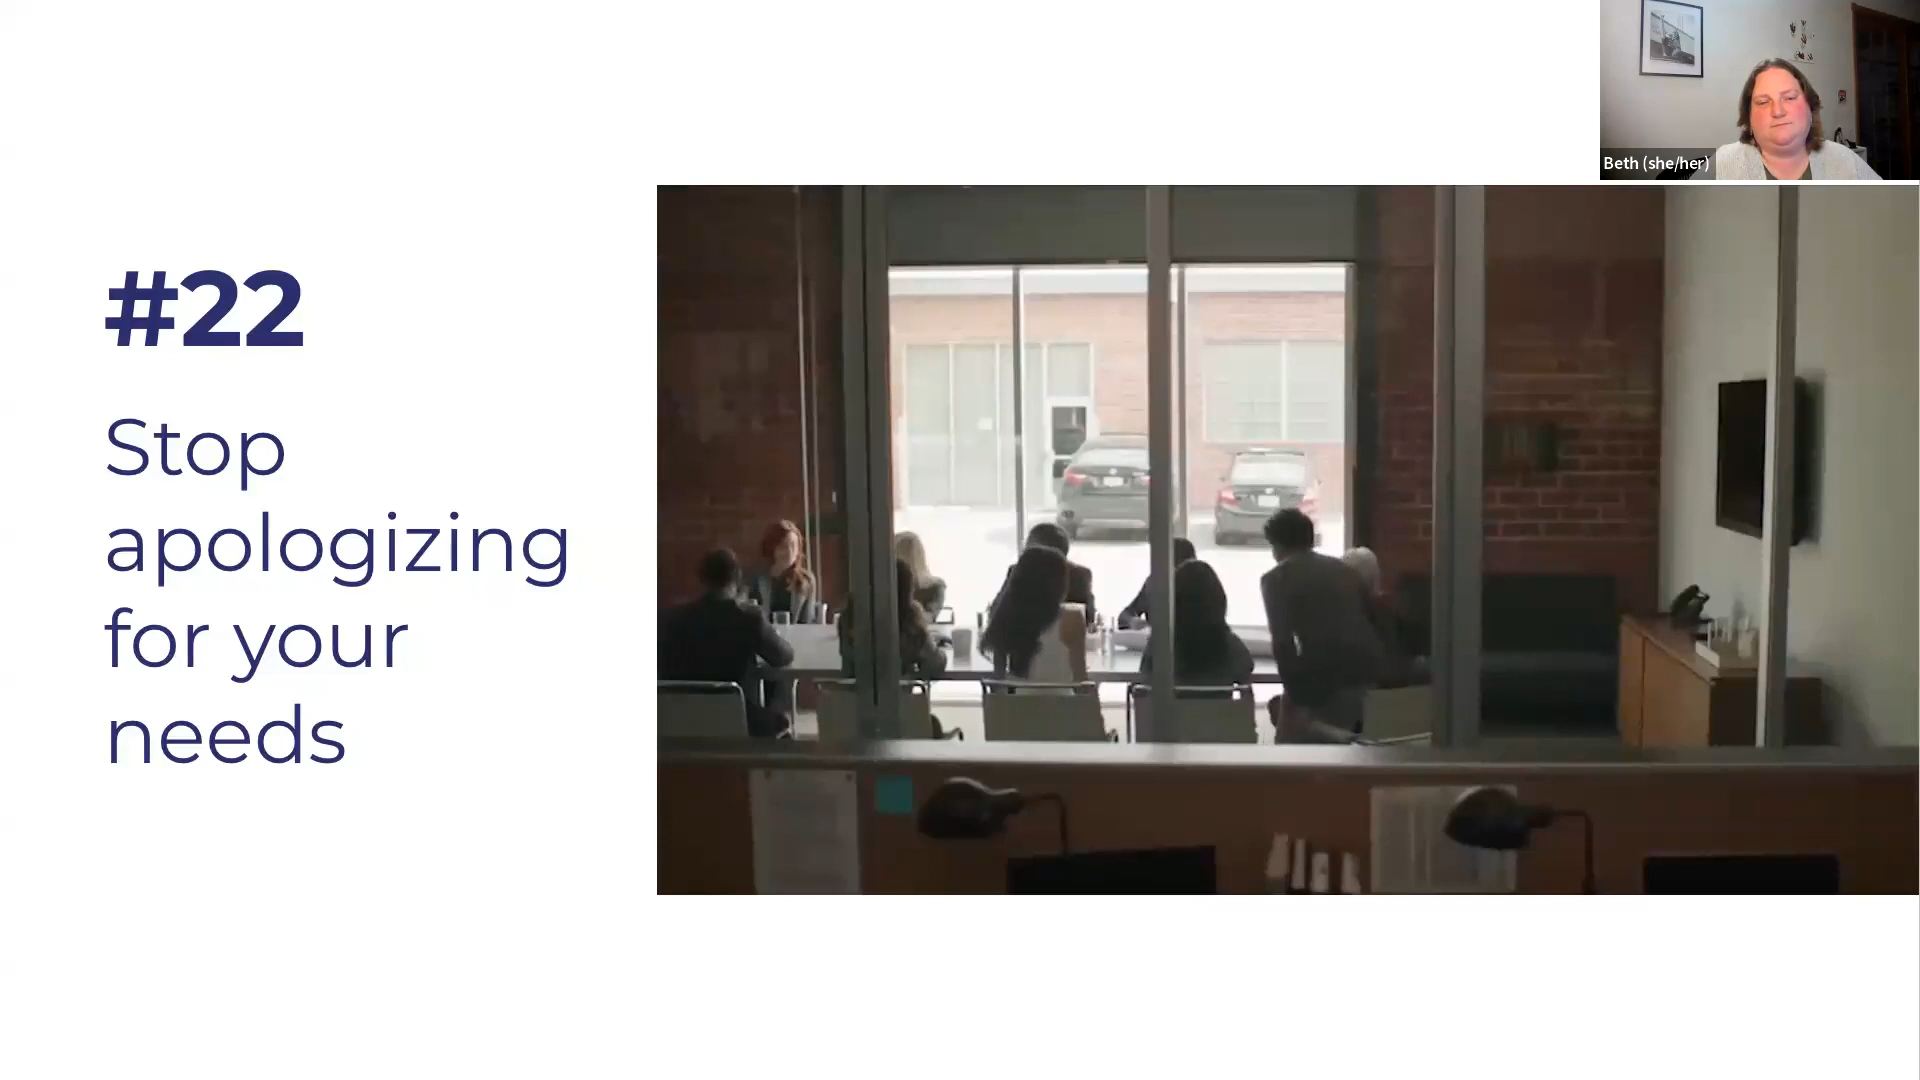 Beth (she/her)
#22
Stop
apologizing
for your
needs